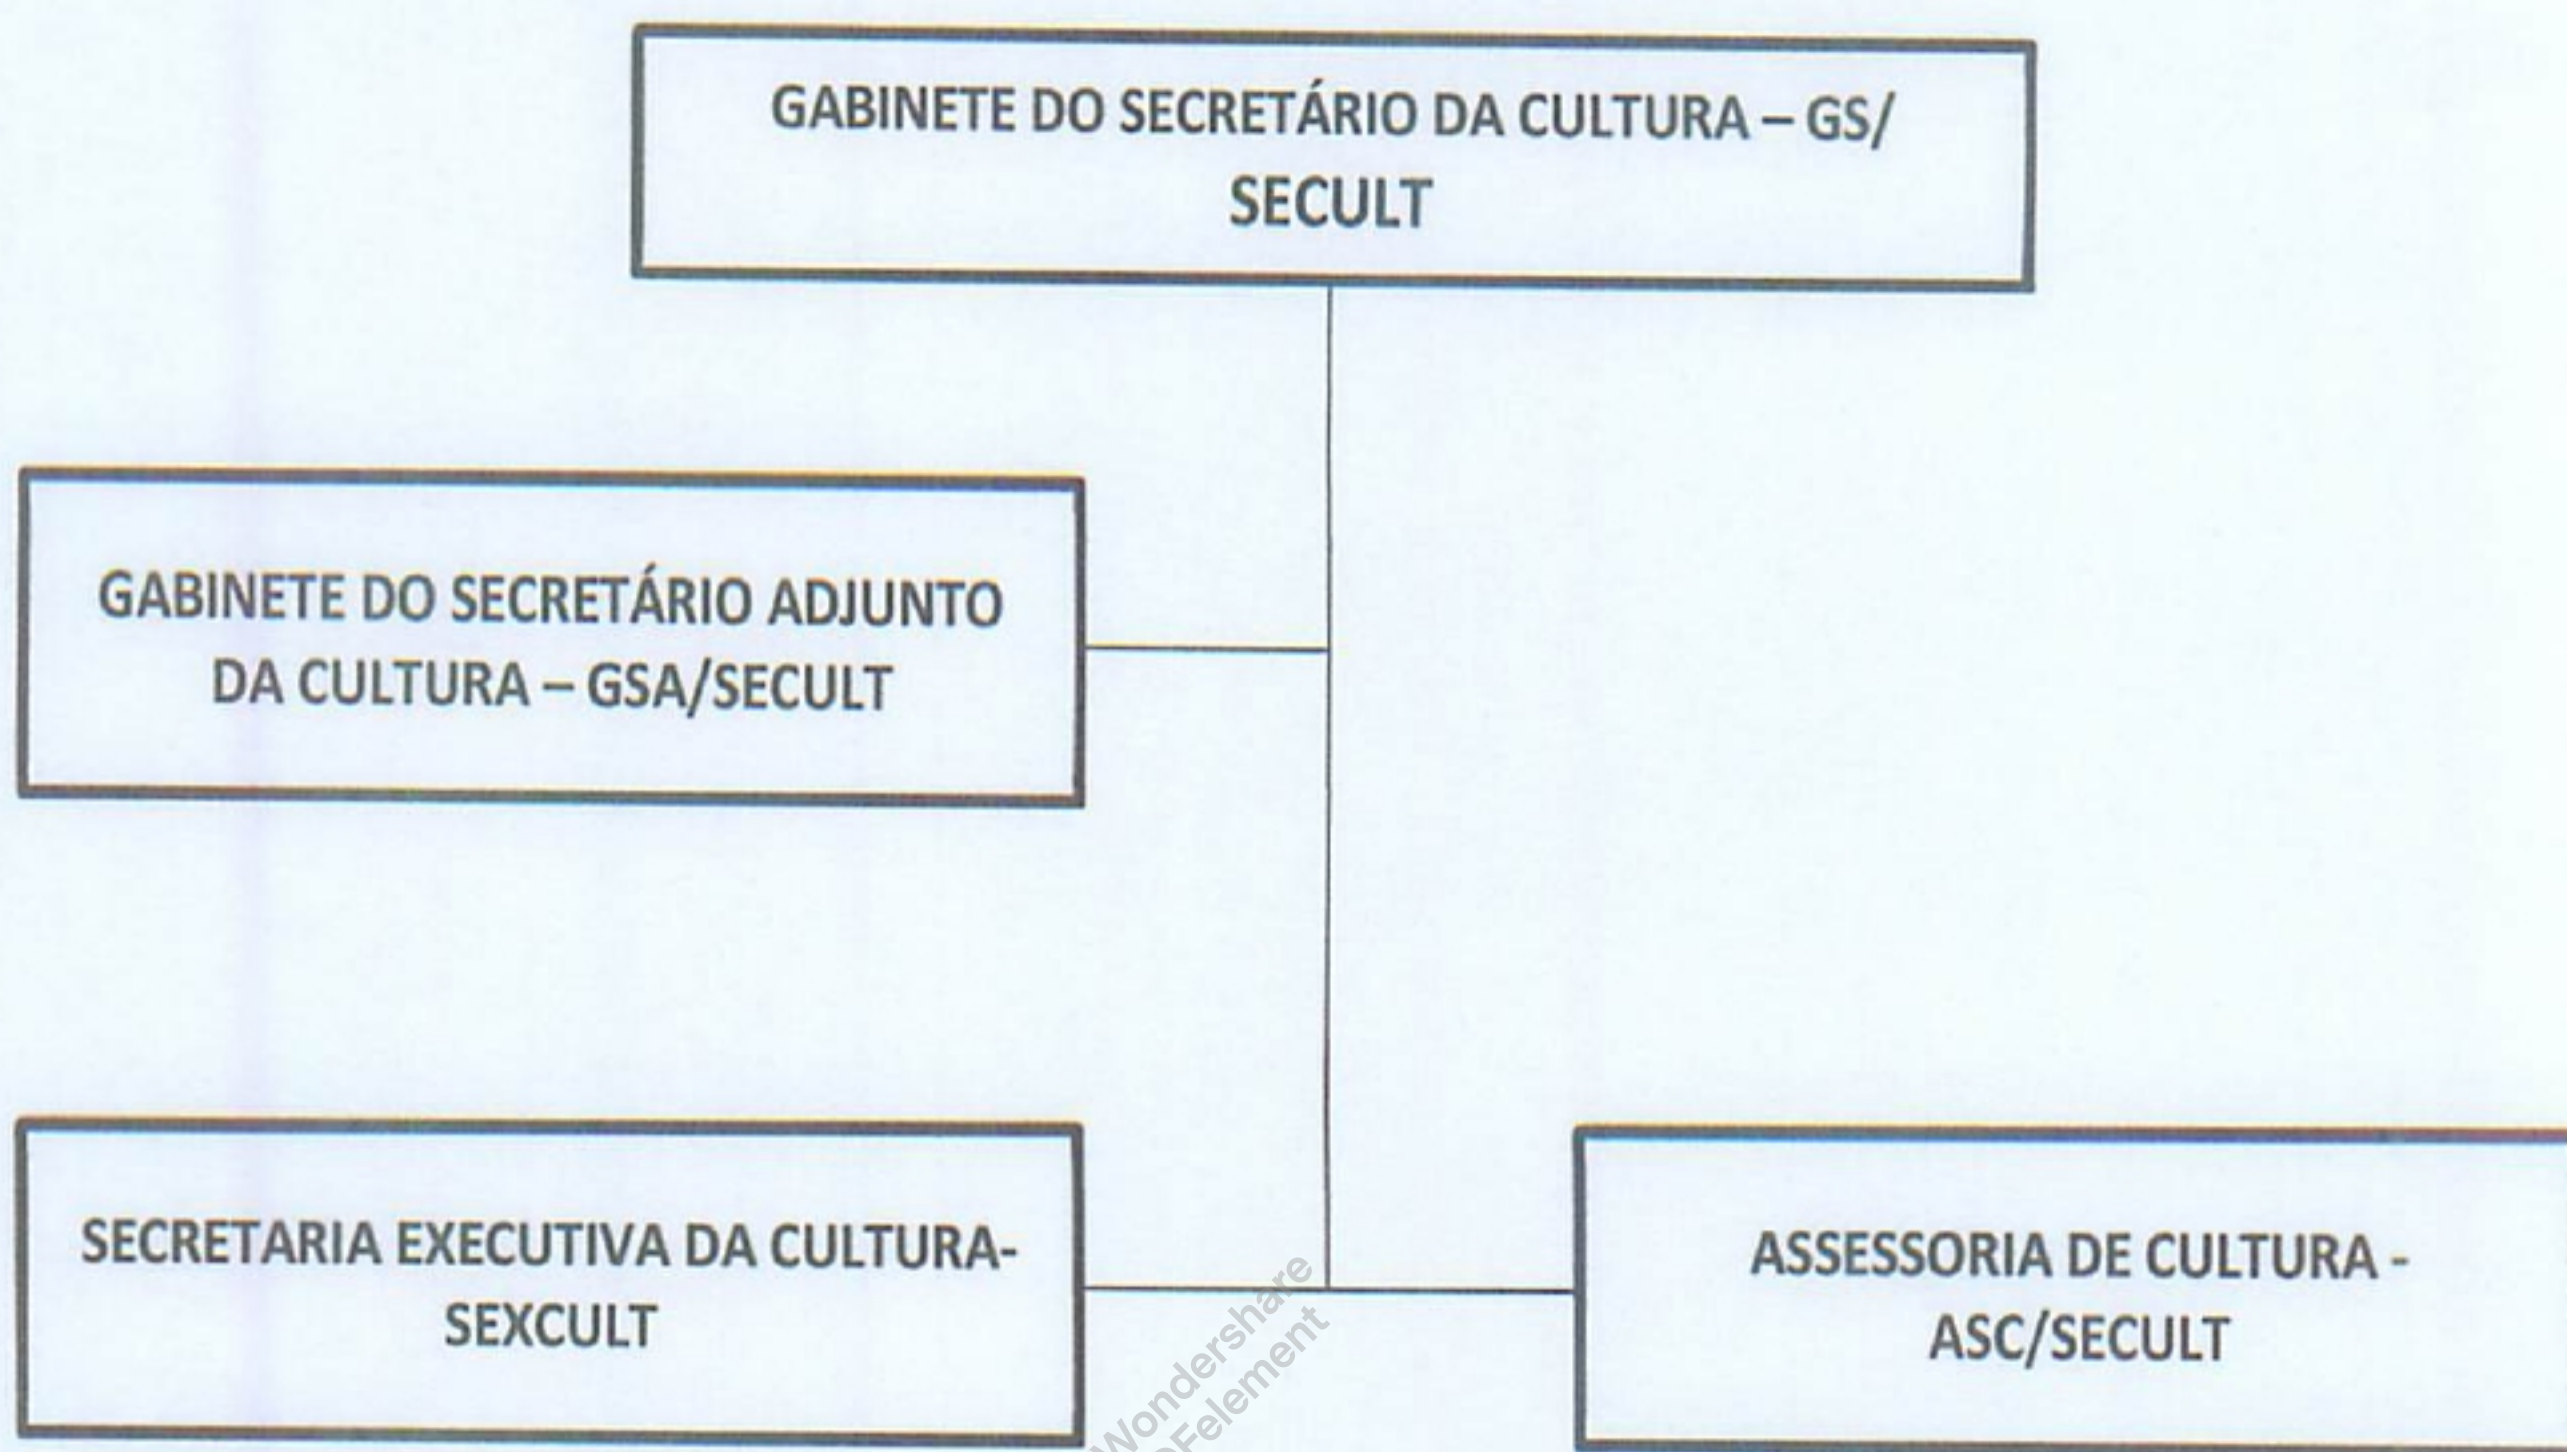 GABINETE DO SECRETÁRIO DA CULTURA – GS/
SECULT
GABINETE DO SECRETÁRIO ADJUNTO
DA CULTURA – GSA/SECULT
SECRETARIA EXECUTIVA DA CULTURA-
SEXCULT
ASSESSORIA DE CULTURA -
ASC/SECULT
Wondershare